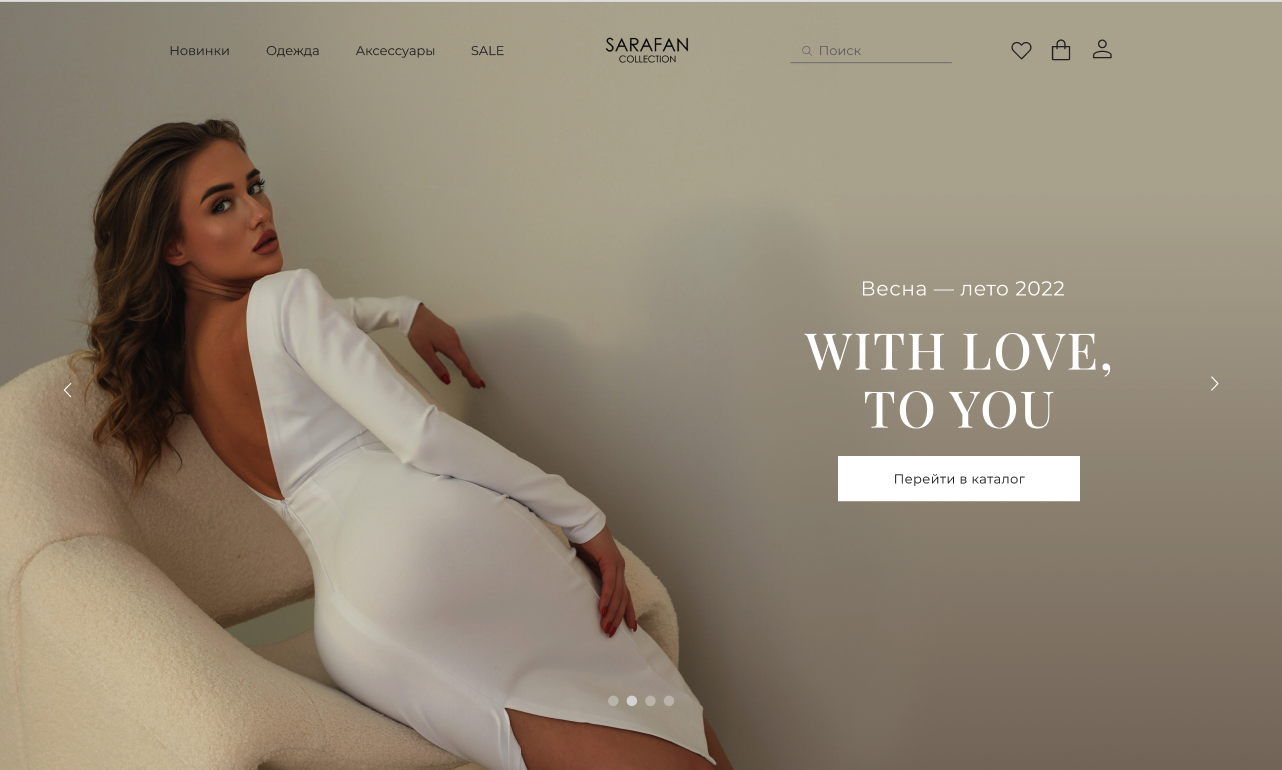 Новинки Одежда Аксессуары SALE
SARAFAN
COLLECTION
Поиск
Весна — лето 2022
WITH LOVE,
TO YOU
Перейти в каталог